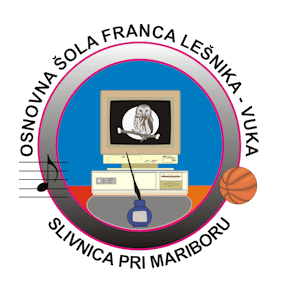 OSNOVNA ŠOLA FRANCA LEŠNIKA - VUKA
SLIVNICA PRI MARIBORU